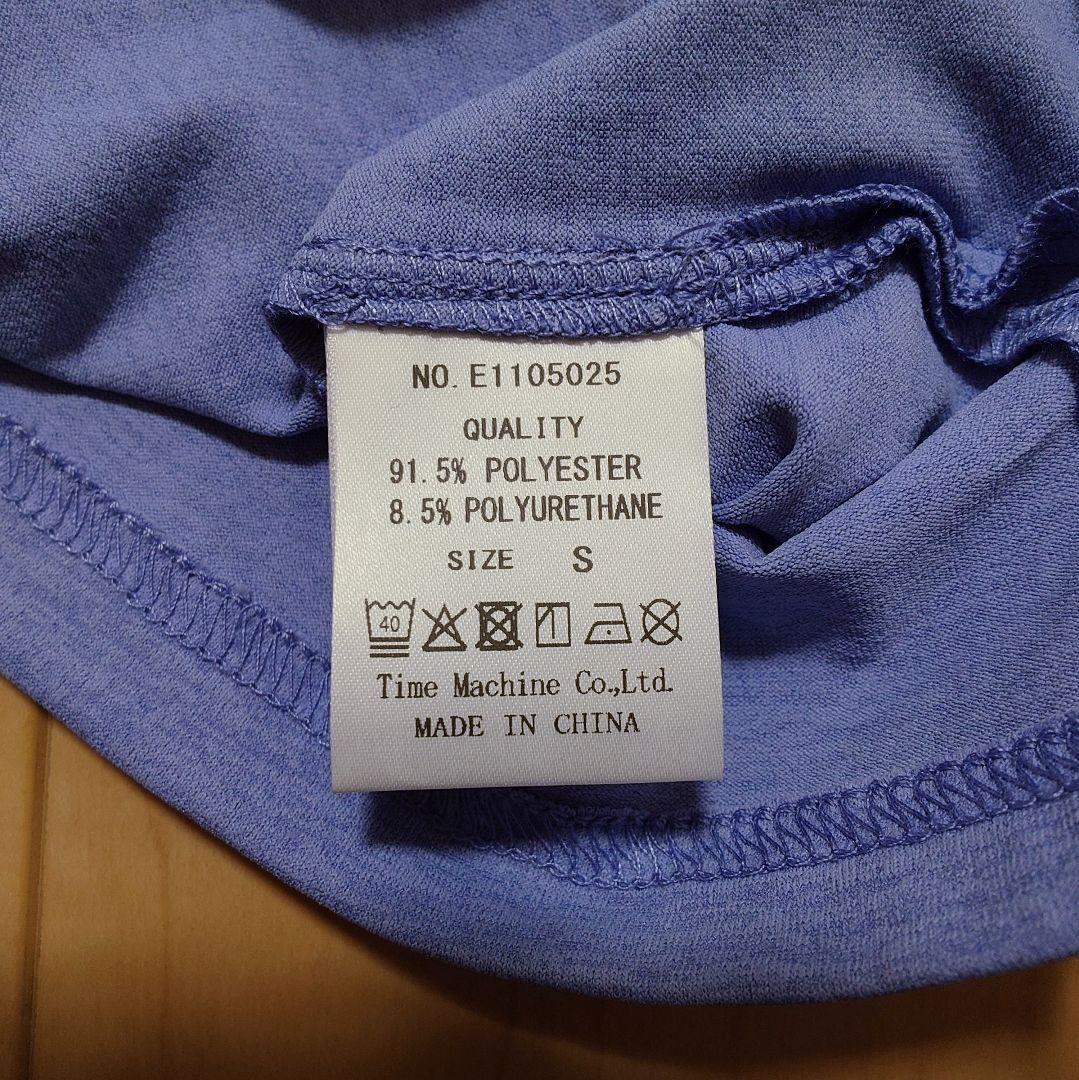 NO. E1105025
QUALITY
91.5% POLYESTER
8.5% POLYURETHANE
SIZE S
40
Time Machine Co.,Ltd.
MADE IN CHINA